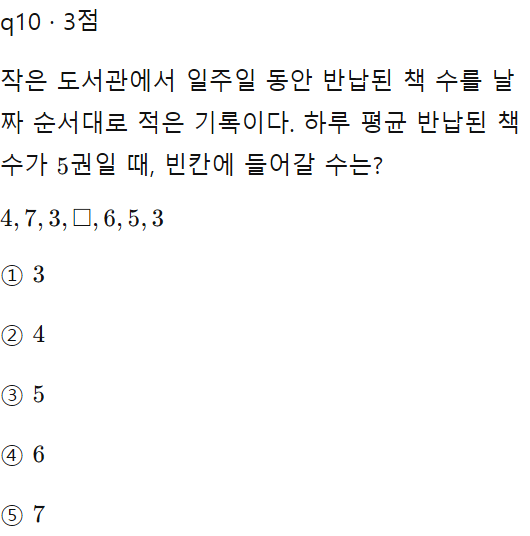 q10 · 3점
작은 도서관에서 일주일 동안 반납된 책 수를 날
짜 순서대로 적은 기록이다. 하루 평균 반납된 책
수가 5권일 때, 빈칸에 들어갈 수는?
4, 7, 3, □, 6, 5, 3
① 3
② 4
③ 5
④ 6
⑤ 7